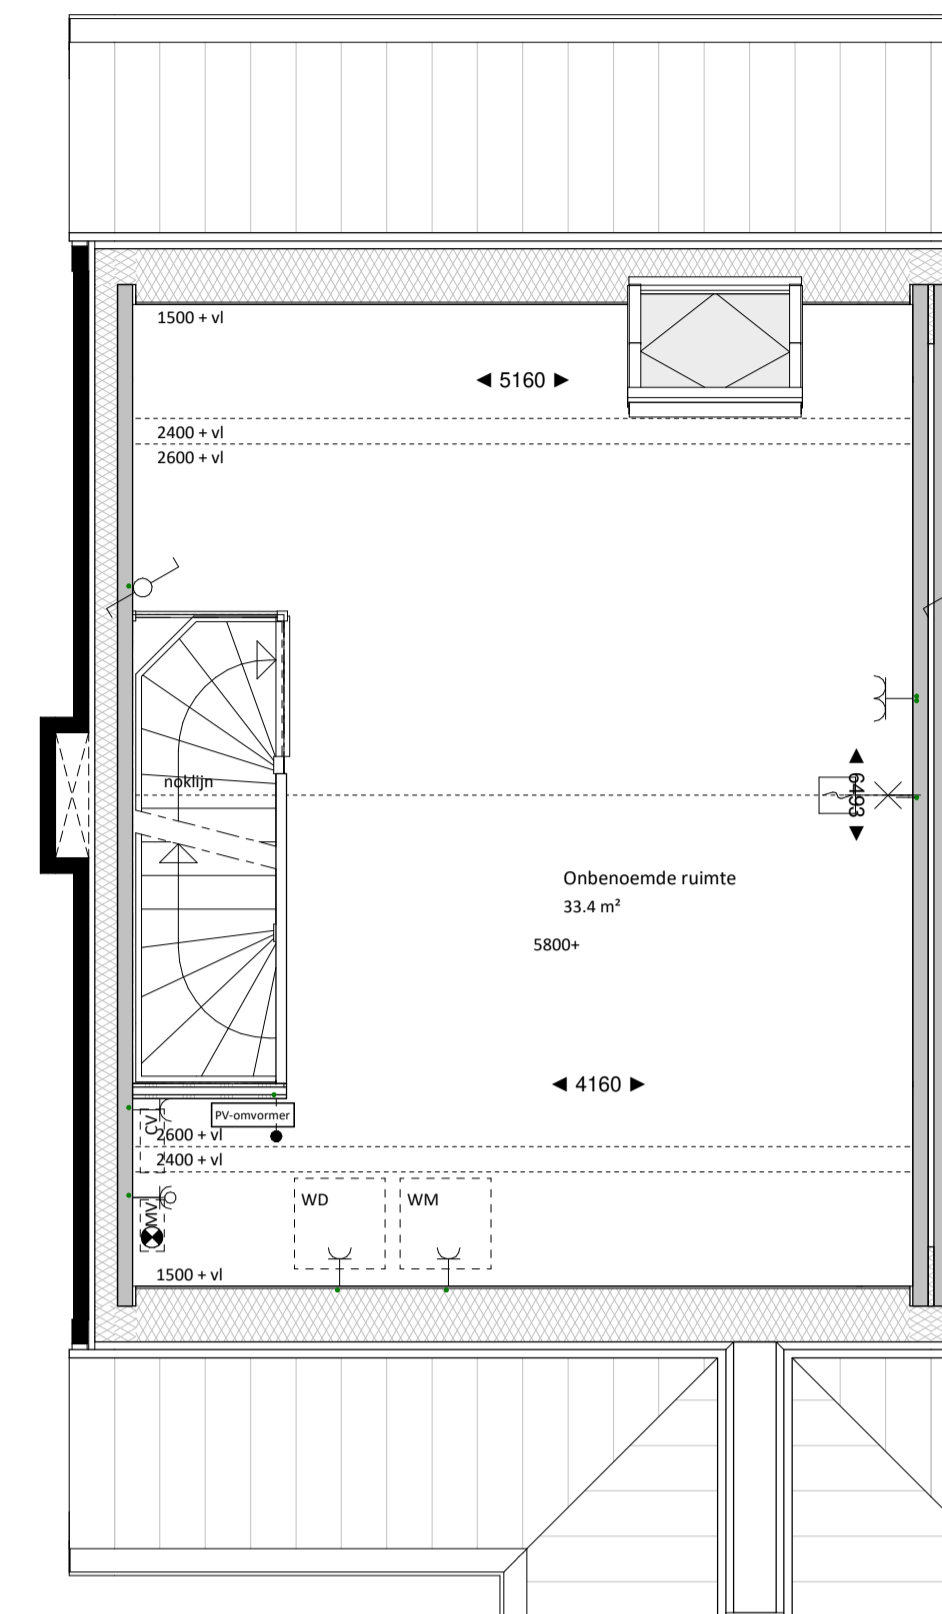 1500 + vl
◄ 5160 ►
2400 + vl
2600 + vl
noklijn
◄ 6493 ►
Onbenoemde ruimte
33.4 m²
5800+
◄ 4160 ►
PV-omvormer
CV
2600 + vl
2400 + vl
MV
WD
WM
1500 + vl